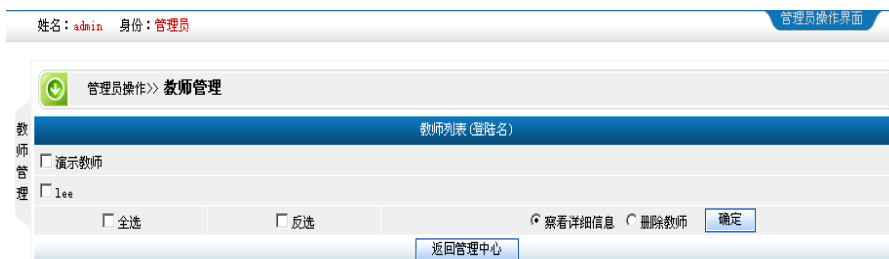 姓名：admin 身份：管理员 管理员操作界面
管理员操作>> 教师管理
教师管理
教师列表(登陆名)
演示教师
lee
全选 反选 察看详细信息 删除教师 确定
返回管理中心